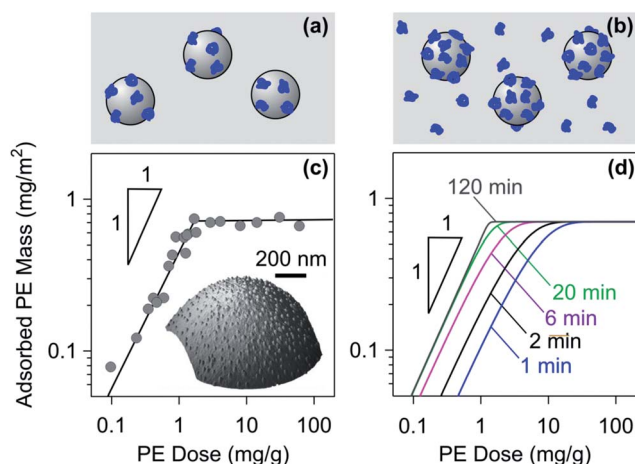 (a)
(b)
(c)
(d)
Adsorbed PE Mass (mg/m²)
1
0.1
1
1
200 nm
0.1
1
10
100
PE Dose (mg/g)
1
0.1
1
1
120 min
20 min
6 min
2 min
1 min
0.1
1
10
100
PE Dose (mg/g)